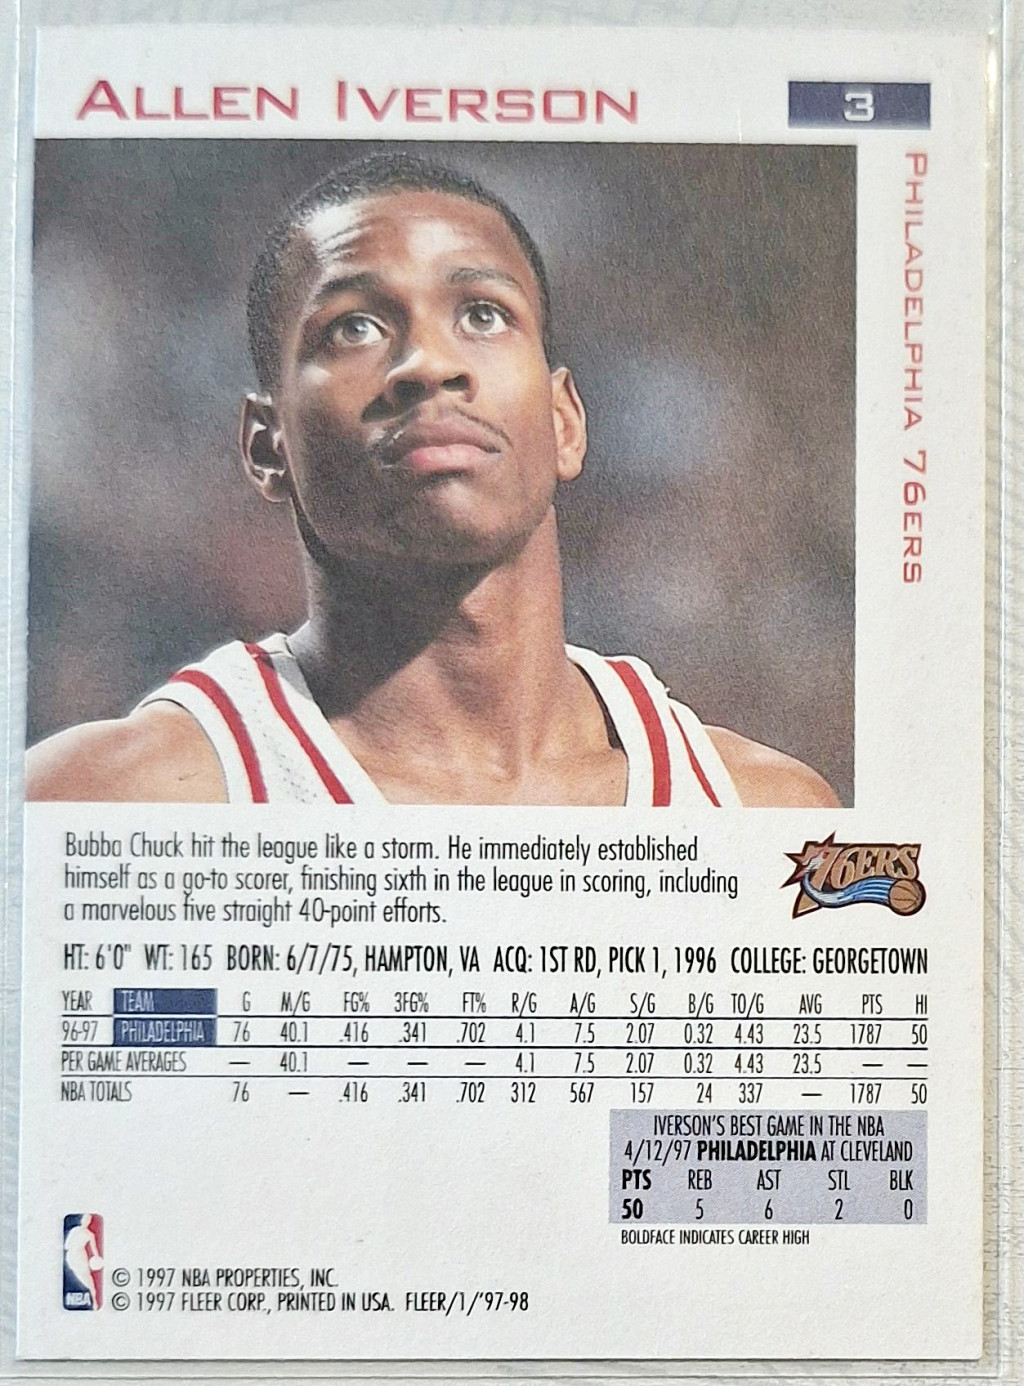 ALLEN IVERSON
3
PHILADELPHIA 76ERS
Bubba Chuck hit the league like a storm. He immediately established
himself as a go-to scorer, finishing sixth in the league in scoring, including
a marvelous five straight 40-point efforts.
76ERS
HT: 6'0" WT: 165 BORN: 6/7/75, HAMPTON, VA ACQ: 1ST RD, PICK 1, 1996 COLLEGE: GEORGETOWN
YEAR TEAM G M/G FG% 3FG% FT% R/G A/G S/G B/G TO/G AVG PTS HI
96-97 PHILADELPHIA 76 40.1 .416 .341 .702 4.1 7.5 2.07 0.32 4.43 23.5 1787 50
PER GAME AVERAGES — 40.1 — — — 4.1 7.5 2.07 0.32 4.43 23.5 — —
NBA TOTALS 76 — .416 .341 .702 312 567 157 24 337 — 1787 50
IVERSON'S BEST GAME IN THE NBA
4/12/97 PHILADELPHIA AT CLEVELAND
PTS REB AST STL BLK
50 5 6 2 0
BOLDFACE INDICATES CAREER HIGH
NBA
© 1997 NBA PROPERTIES, INC.
© 1997 FLEER CORP., PRINTED IN USA. FLEER/1/'97-98